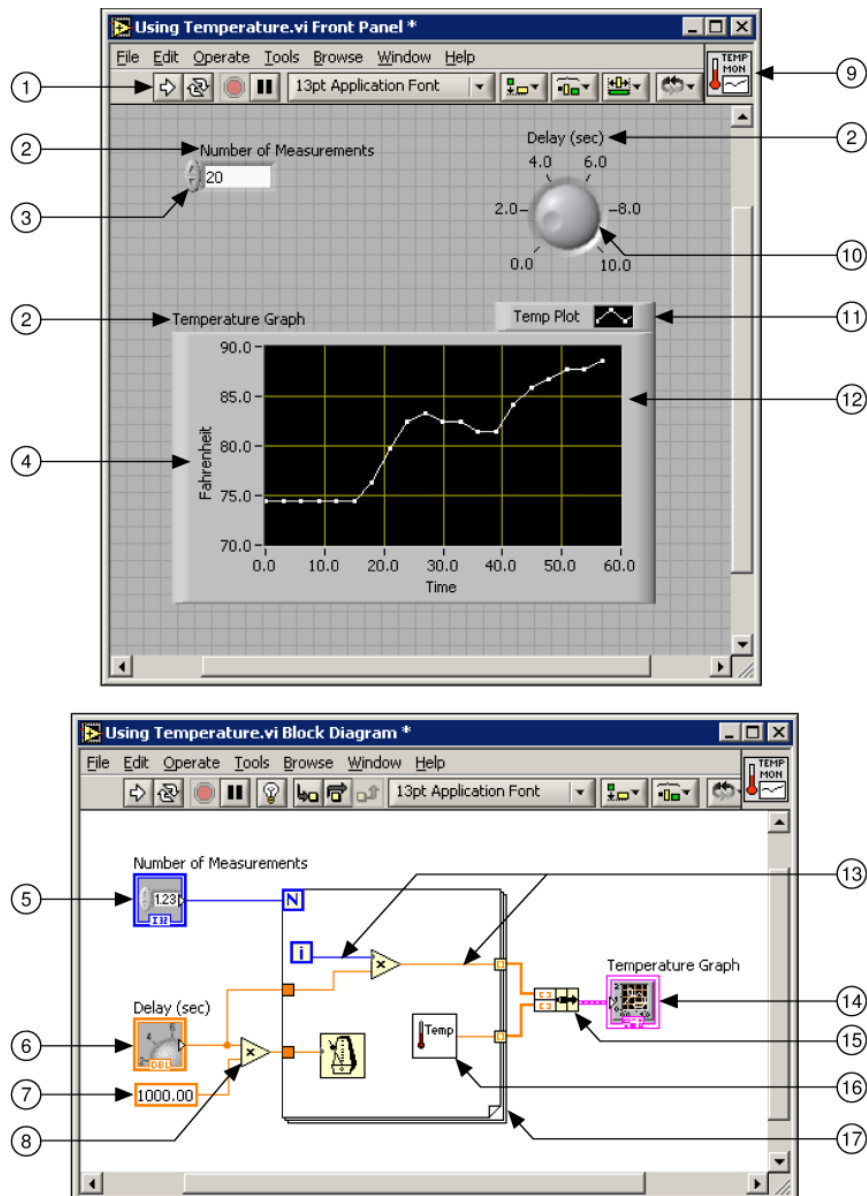 Using Temperature.vi Front Panel *
File Edit Operate Tools Browse Window Help
TEMP
MON
9
1
13pt Application Font
2
Number of Measurements
20
3
Delay (sec)
2
4.0 6.0
2.0 8.0
0.0 10.0
10
2
Temperature Graph
Temp Plot
11
90.0
85.0
80.0
75.0
70.0
Fahrenheit
12
4
0.0 10.0 20.0 30.0 40.0 50.0 60.0
Time
Using Temperature.vi Block Diagram *
File Edit Operate Tools Browse Window Help
TEMP
MON
13pt Application Font
Number of Measurements
5
1.23
I32
N
i
x
13
Temperature Graph
14
15
Delay (sec)
6
2 4 6
DBL
x
Temp
16
7
1000.00
8
17